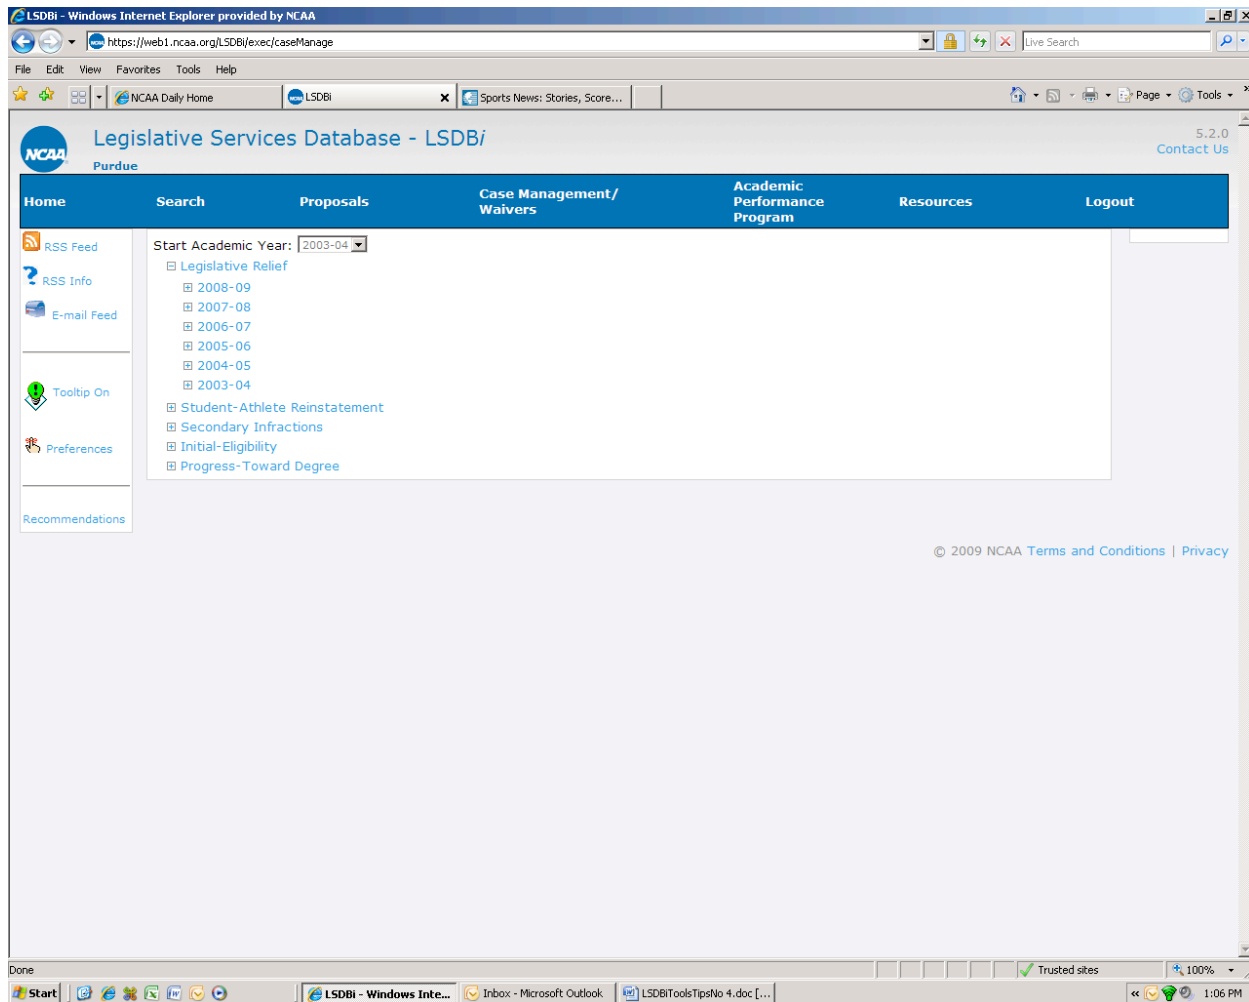 LSDBi - Windows Internet Explorer provided by NCAA
https://web1.ncaa.org/LSDBi/exec/caseManage
Live Search
File Edit View Favorites Tools Help
NCAA Daily Home
LSDBi
Sports News: Stories, Score...
Page
Tools
NCAA
Legislative Services Database - LSDBi
Purdue
5.2.0
Contact Us
Home
Search
Proposals
Case Management/
Waivers
Academic
Performance
Program
Resources
Logout
RSS Feed
RSS Info
E-mail Feed
Tooltip On
Preferences
Recommendations
Start Academic Year: 2003-04
Legislative Relief
2008-09
2007-08
2006-07
2005-06
2004-05
2003-04
Student-Athlete Reinstatement
Secondary Infractions
Initial-Eligibility
Progress-Toward Degree
© 2009 NCAA Terms and Conditions | Privacy
Done
Trusted sites
100%
Start
LSDBi - Windows Inte...
Inbox - Microsoft Outlook
LSDBiToolsTipsNo 4.doc [...
1:06 PM